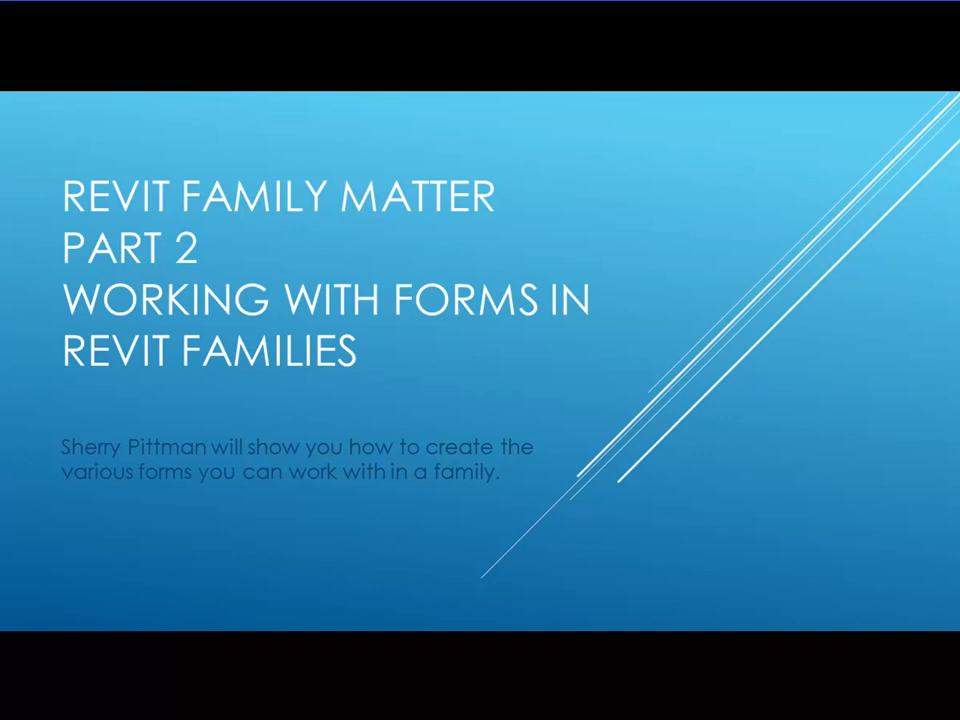 REVIT FAMILY MATTER
PART 2
WORKING WITH FORMS IN
REVIT FAMILIES
Sherry Pittman will show you how to create the
various forms you can work with in a family.